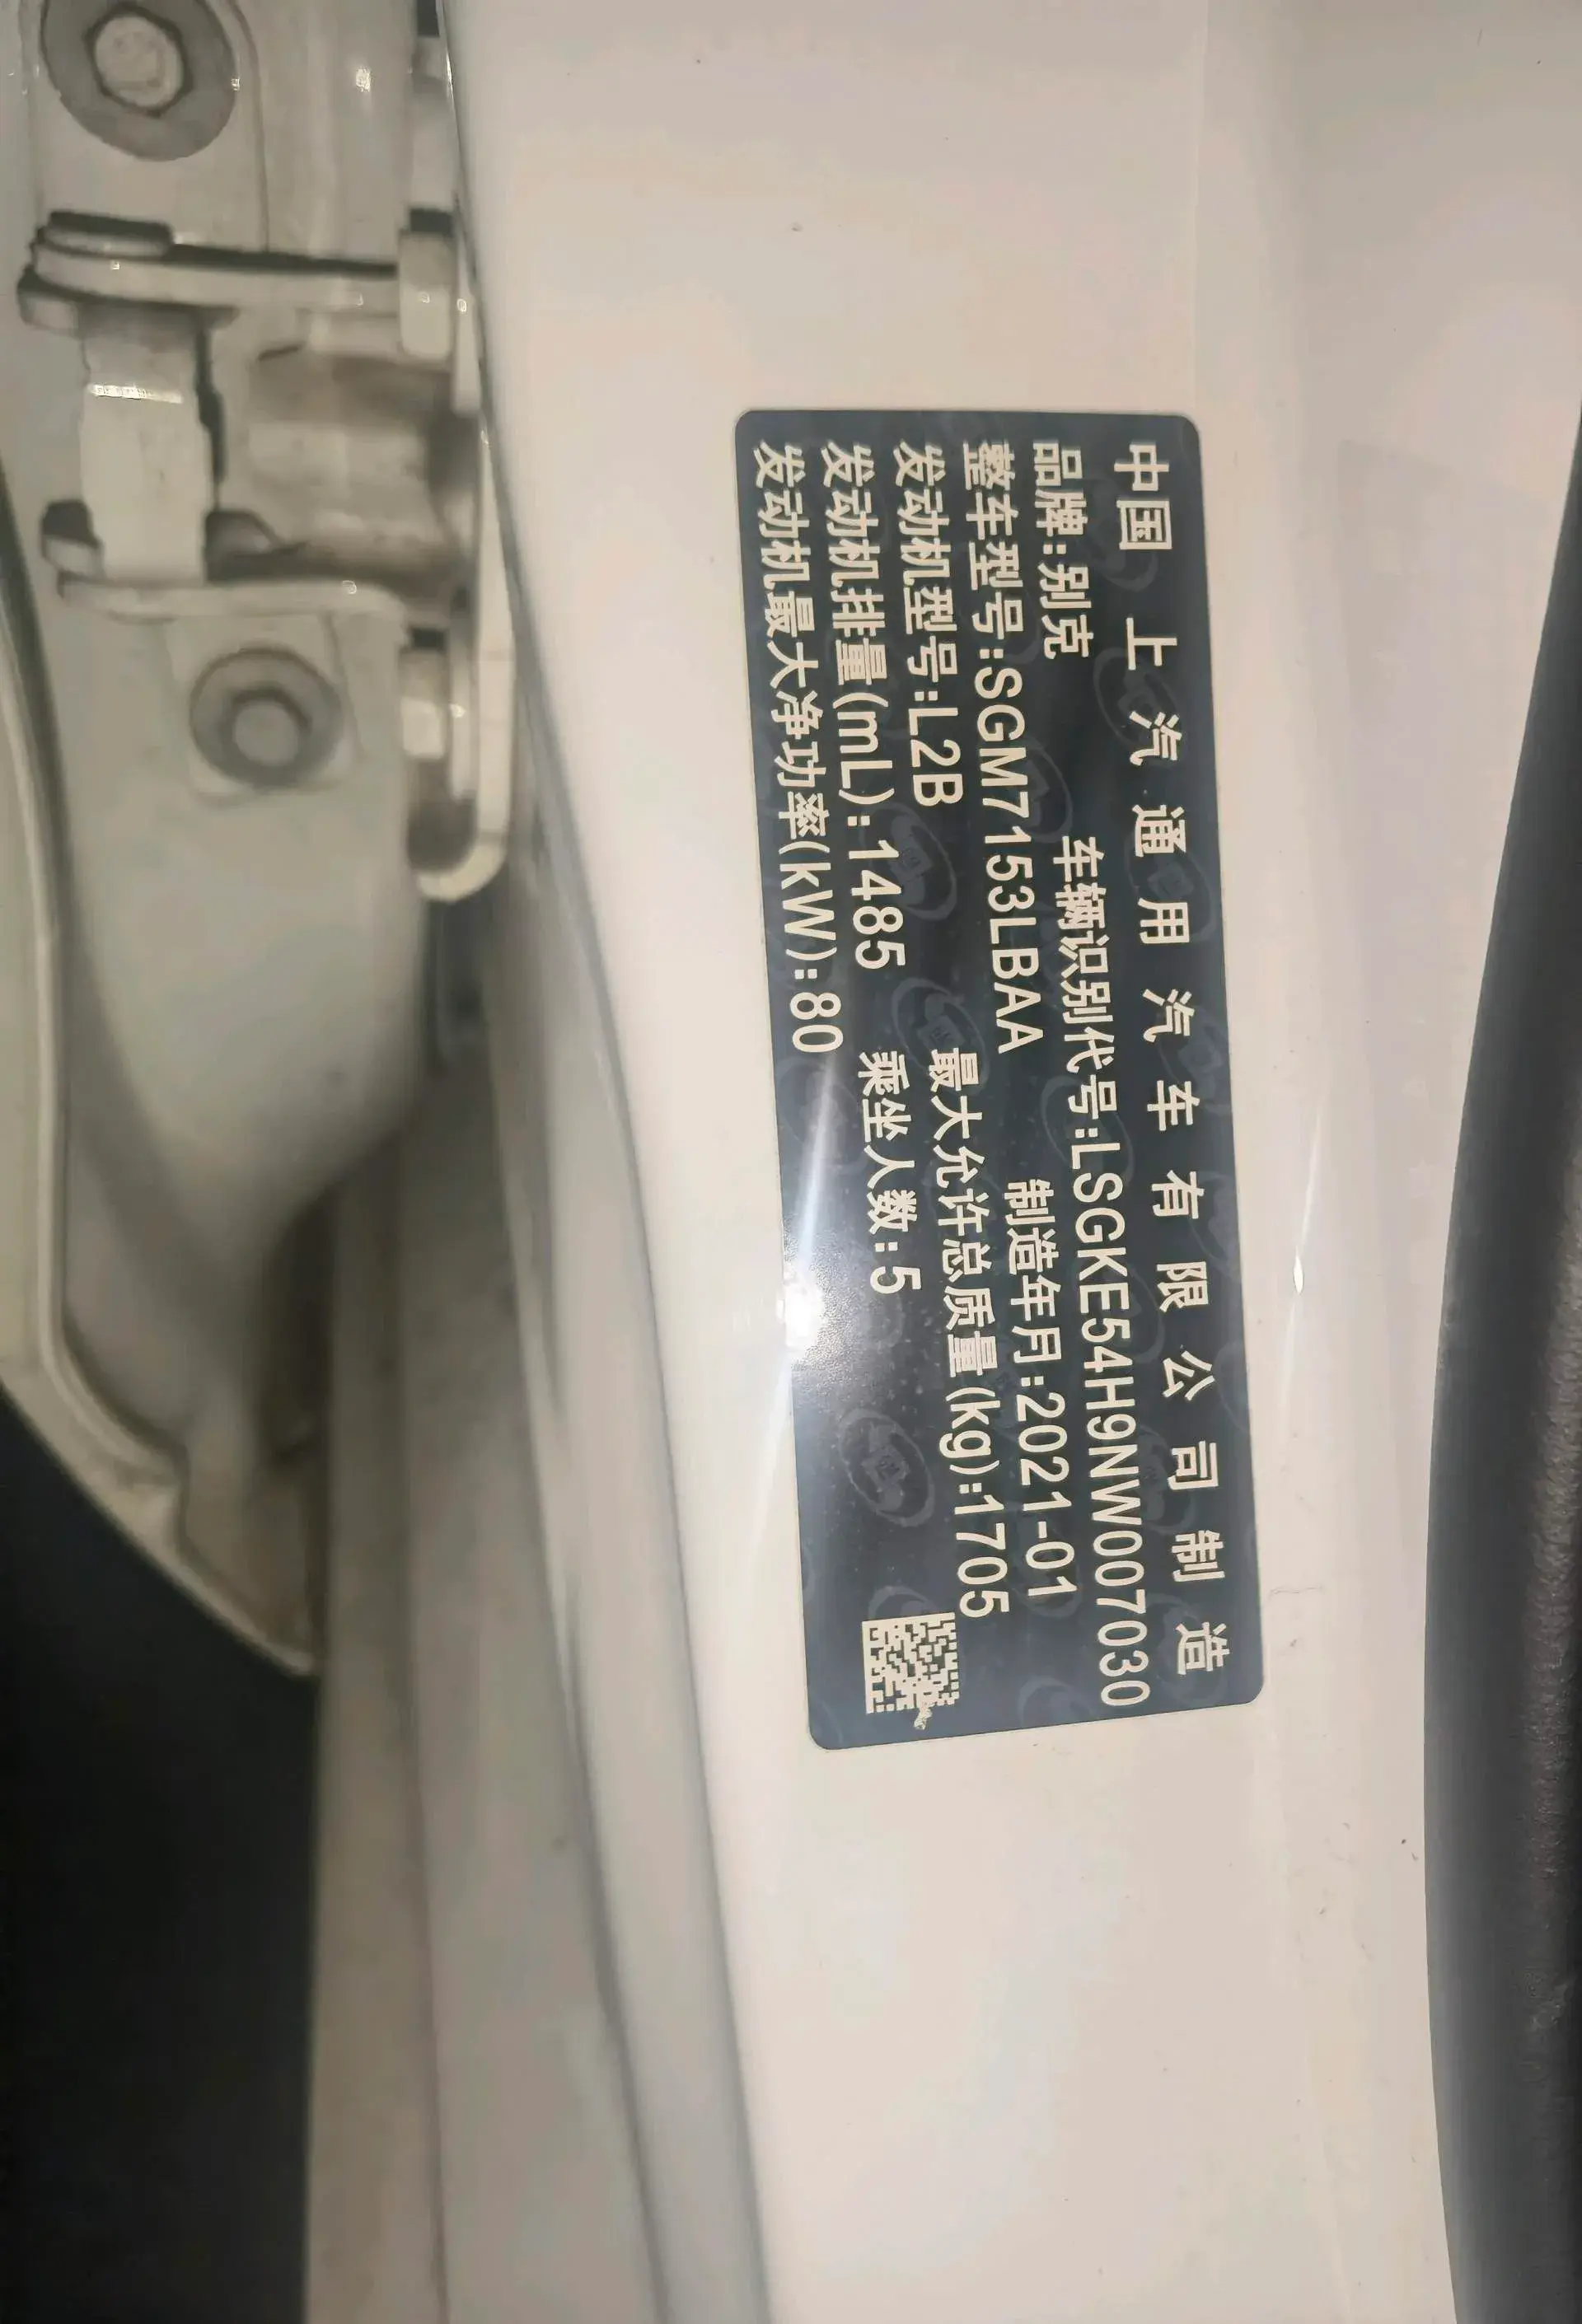 中国 上汽通用汽车有限公司制造
品牌:别克 车辆识别代号:LSGKE54H9NW007030
整车型号:SGM7153LBAA 制造年月:2021-01
发动机型号:L2B 最大允许总质量(kg):1705
发动机排量(mL):1485 乘坐人数:5
发动机最大净功率(kW):80